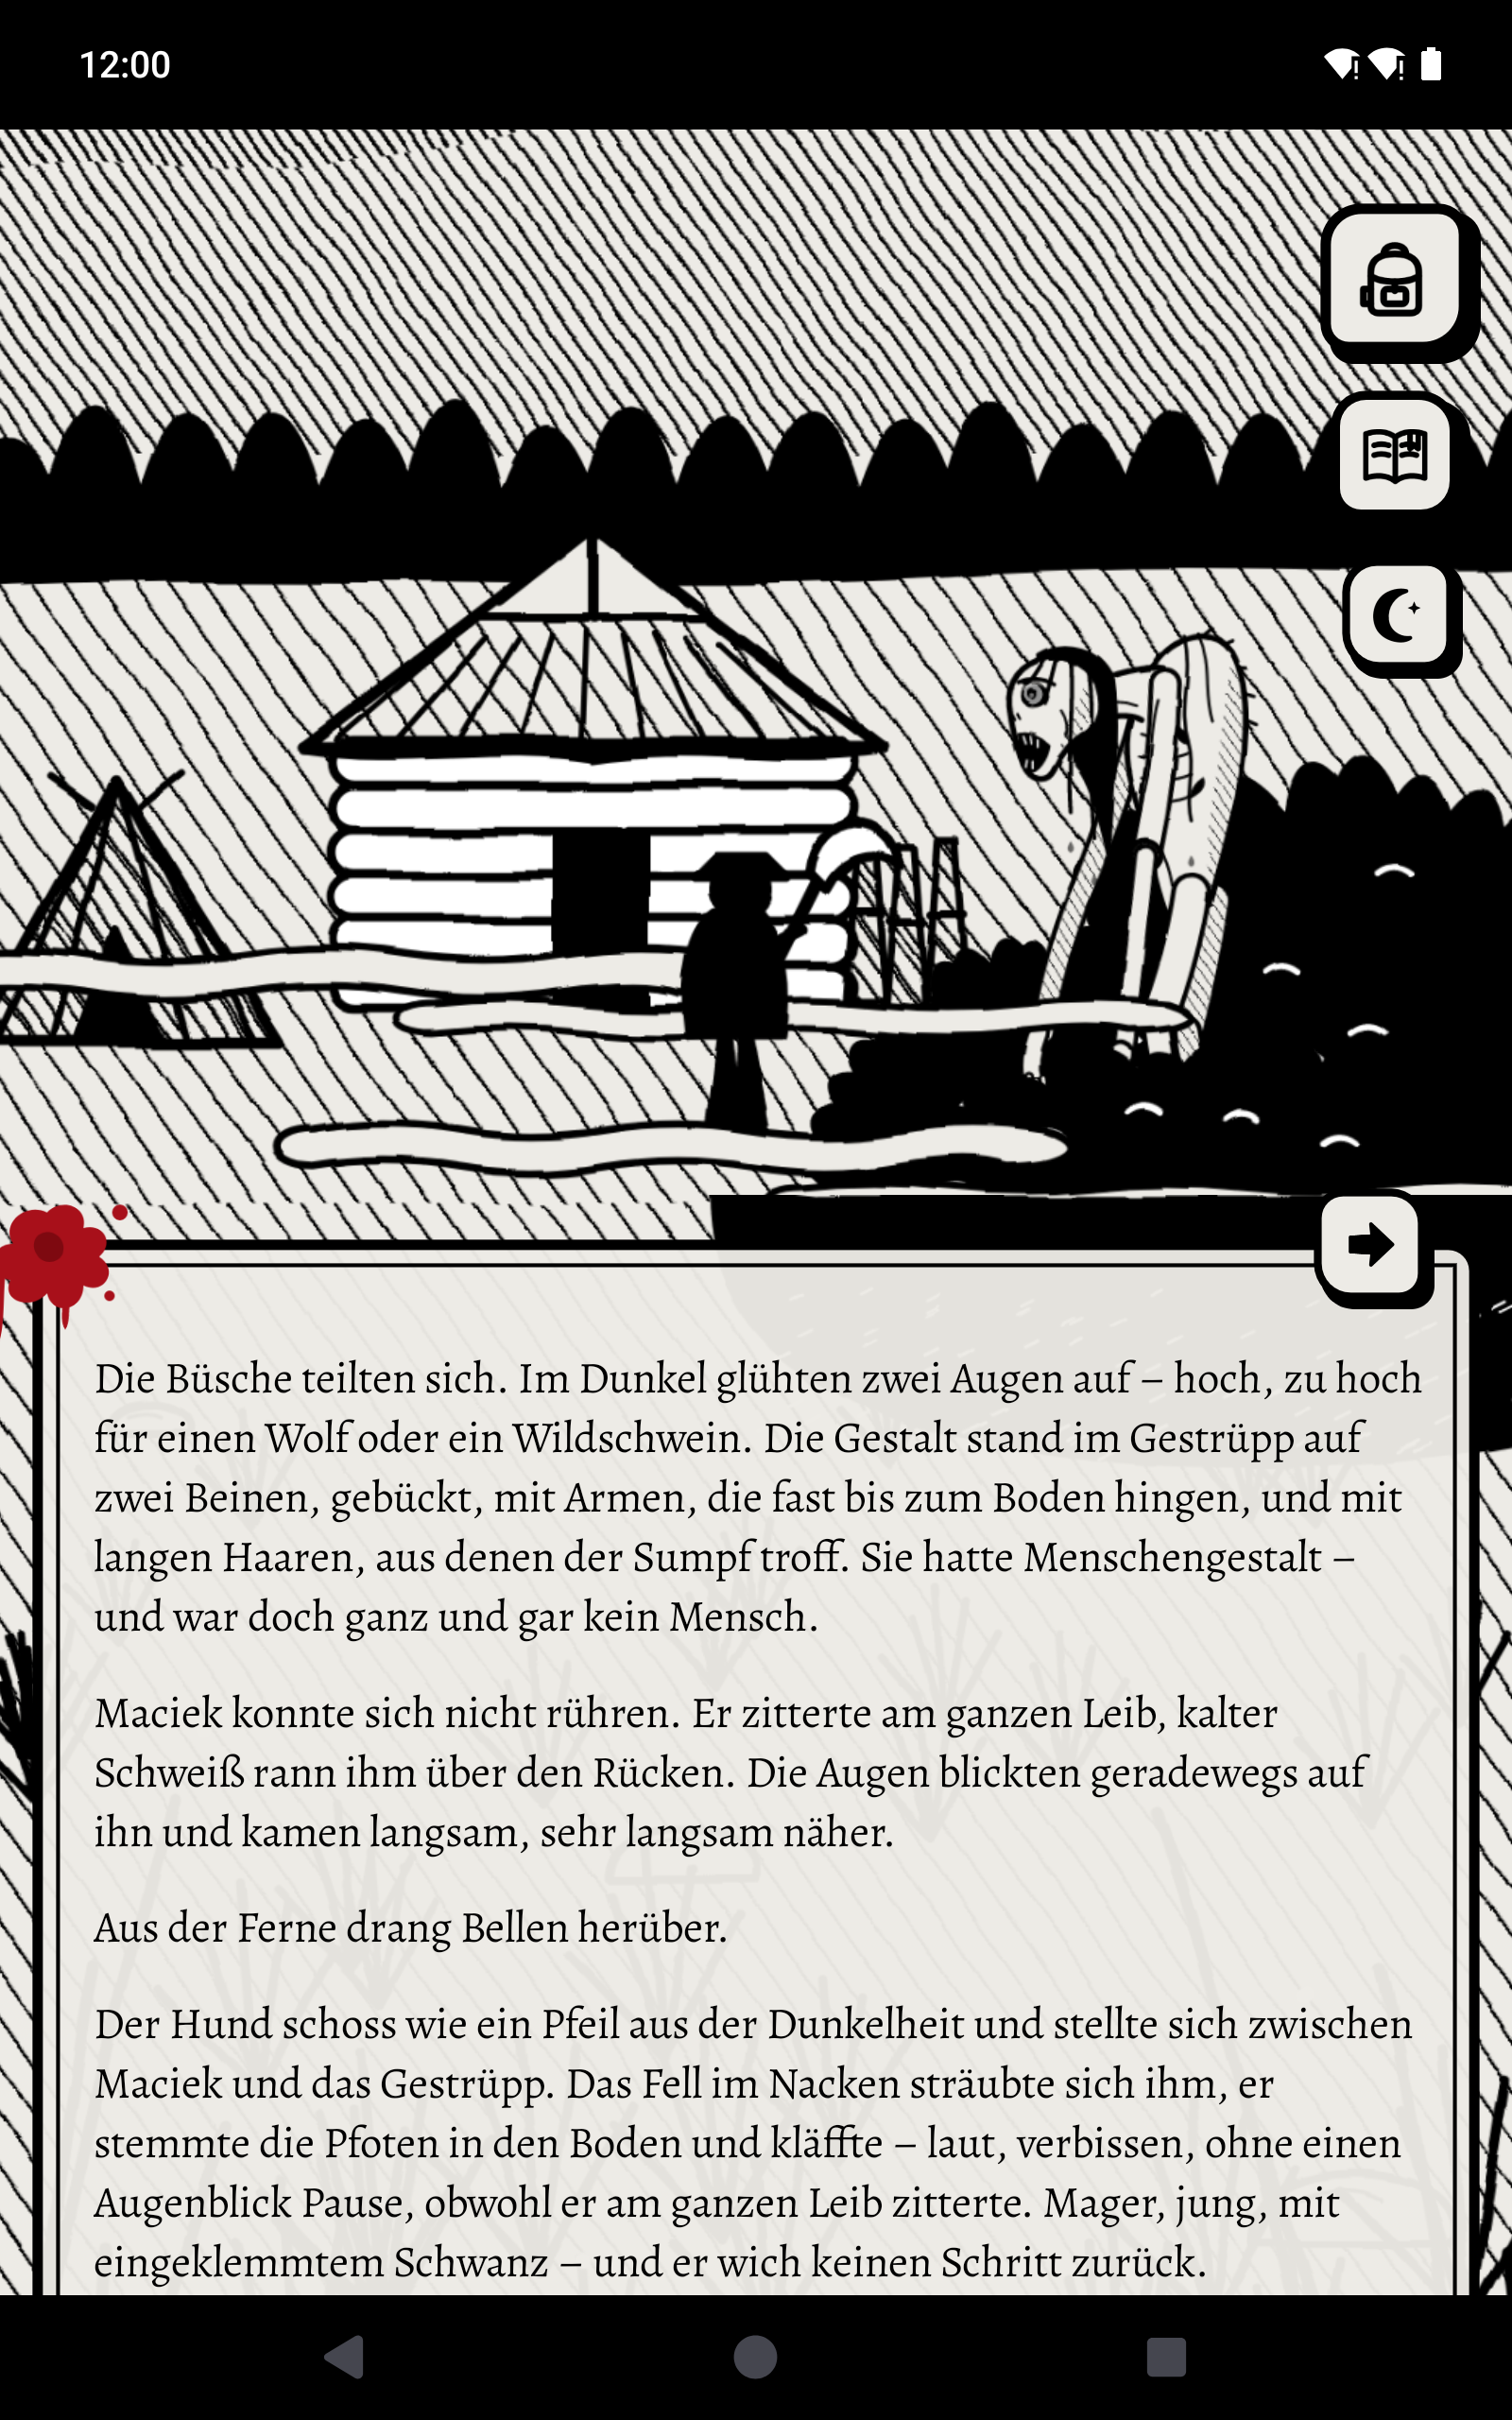 12:00
Die Büsche teilten sich. Im Dunkel glühten zwei Augen auf – hoch, zu hoch
für einen Wolf oder ein Wildschwein. Die Gestalt stand im Gestrüpp auf
zwei Beinen, gebückt, mit Armen, die fast bis zum Boden hingen, und mit
langen Haaren, aus denen der Sumpf troff. Sie hatte Menschengestalt –
und war doch ganz und gar kein Mensch.
Maciek konnte sich nicht rühren. Er zitterte am ganzen Leib, kalter
Schweiß rann ihm über den Rücken. Die Augen blickten geradewegs auf
ihn und kamen langsam, sehr langsam näher.
Aus der Ferne drang Bellen herüber.
Der Hund schoss wie ein Pfeil aus der Dunkelheit und stellte sich zwischen
Maciek und das Gestrüpp. Das Fell im Nacken sträubte sich ihm, er
stemmte die Pfoten in den Boden und kläffte – laut, verbissen, ohne einen
Augenblick Pause, obwohl er am ganzen Leib zitterte. Mager, jung, mit
eingeklemmtem Schwanz – und er wich keinen Schritt zurück.